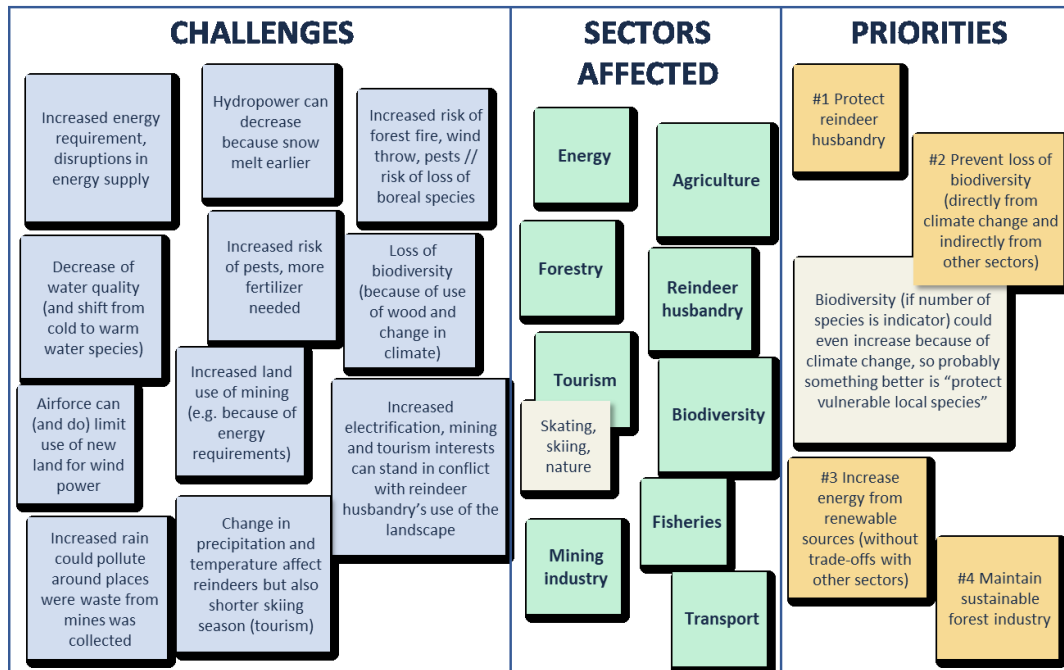 CHALLENGES
Increased energy
requirement,
disruptions in
energy supply
Hydropower can
decrease
because snow
melt earlier
Increased risk of
forest fire, wind
throw, pests //
risk of loss of
boreal species
Decrease of
water quality
(and shift from
cold to warm
water species)
Increased risk
of pests, more
fertilizer
needed
Loss of
biodiversity
(because of use
of wood and
change in
climate)
Airforce can
(and do) limit
use of new
land for wind
power
Increased land
use of mining
(e.g. because of
energy
requirements)
Increased
electrification, mining
and tourism interests
can stand in conflict
with reindeer
husbandry's use of the
landscape
Increased rain
could pollute
around places
were waste from
mines was
collected
Change in
precipitation and
temperature affect
reindeers but also
shorter skiing
season (tourism)
SECTORS
AFFECTED
Energy
Agriculture
Forestry
Reindeer
husbandry
Tourism
Skating,
skiing,
nature
Biodiversity
Fisheries
Mining
industry
Transport
PRIORITIES
#1 Protect
reindeer
husbandry
#2 Prevent loss of
biodiversity
(directly from
climate change and
indirectly from
other sectors)
Biodiversity (if number of
species is indicator) could
even increase because of
climate change, so probably
something better is “protect
vulnerable local species”
#3 Increase
energy from
renewable
sources (without
trade-offs with
other sectors)
#4 Maintain
sustainable
forest industry